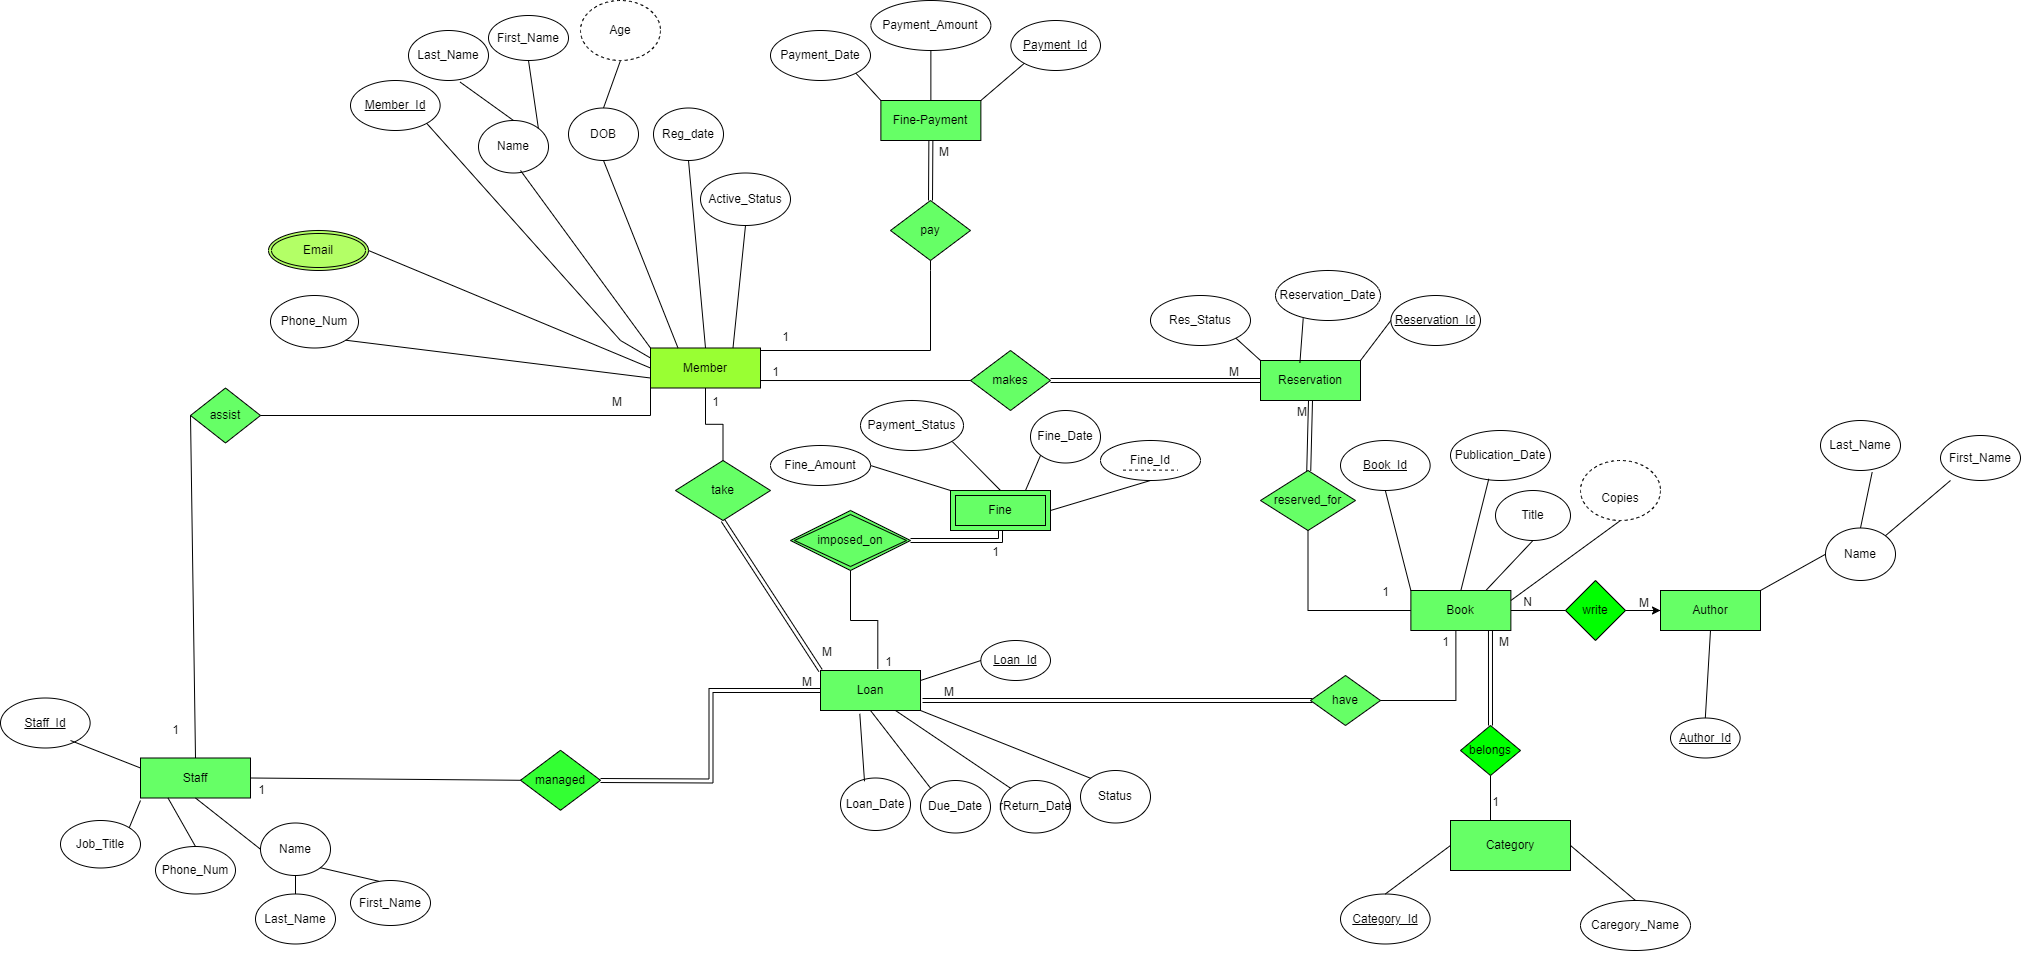 Age
Payment_Amount
First_Name
Payment_Id
Last_Name
Payment_Date
Member_Id
Fine-Payment
DOB
Reg_date
Name
M
Active_Status
pay
Email
Reservation_Date
Phone_Num
Res_Status
Reservation_Id
1
Member
1
makes
M
Reservation
assist
M
1
M
Payment_Status
Fine_Date
Fine_Amount
Fine_Id
Book_Id
Publication_Date
Last_Name
First_Name
take
reserved_for
Copies
Fine
Title
imposed_on
1
Name
1
Book
N
write
M
Author
M
1
Loan_Id
1
M
M
Loan
M
have
Staff_Id
1
Author_Id
belongs
Staff
1
managed
Loan_Date
Due_Date
'Return_Date
Status
1
Job_Title
Name
Category
Phone_Num
Last_Name
First_Name
Category_Id
Caregory_Name